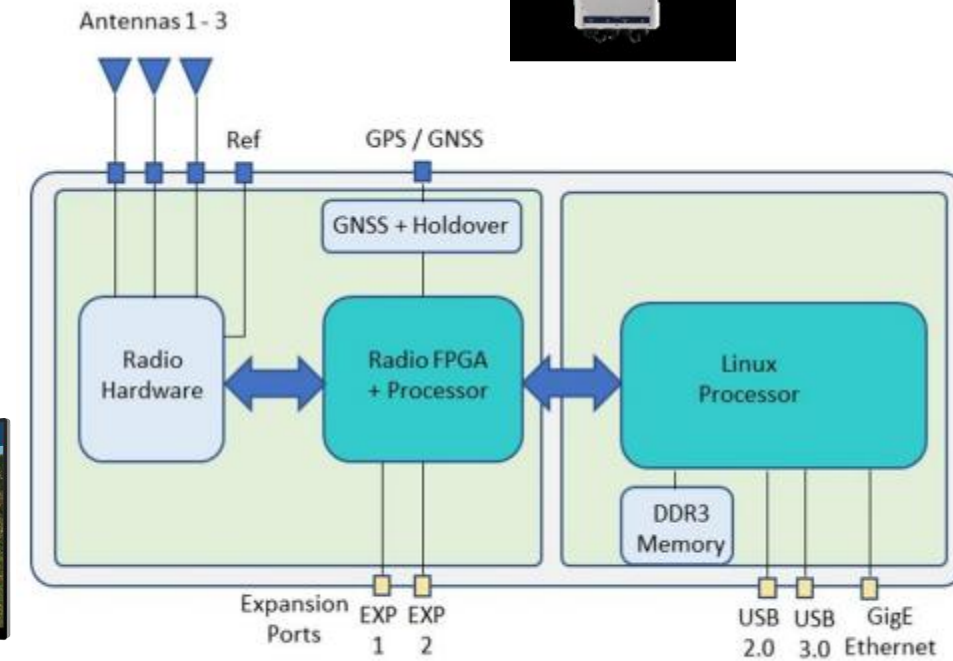 Antennas 1 - 3
Ref
GPS / GNSS
GNSS + Holdover
Radio
Hardware
Radio FPGA
+ Processor
Linux
Processor
DDR3
Memory
Expansion
Ports
EXP
1
EXP
2
USB
2.0
USB
3.0
GigE
Ethernet